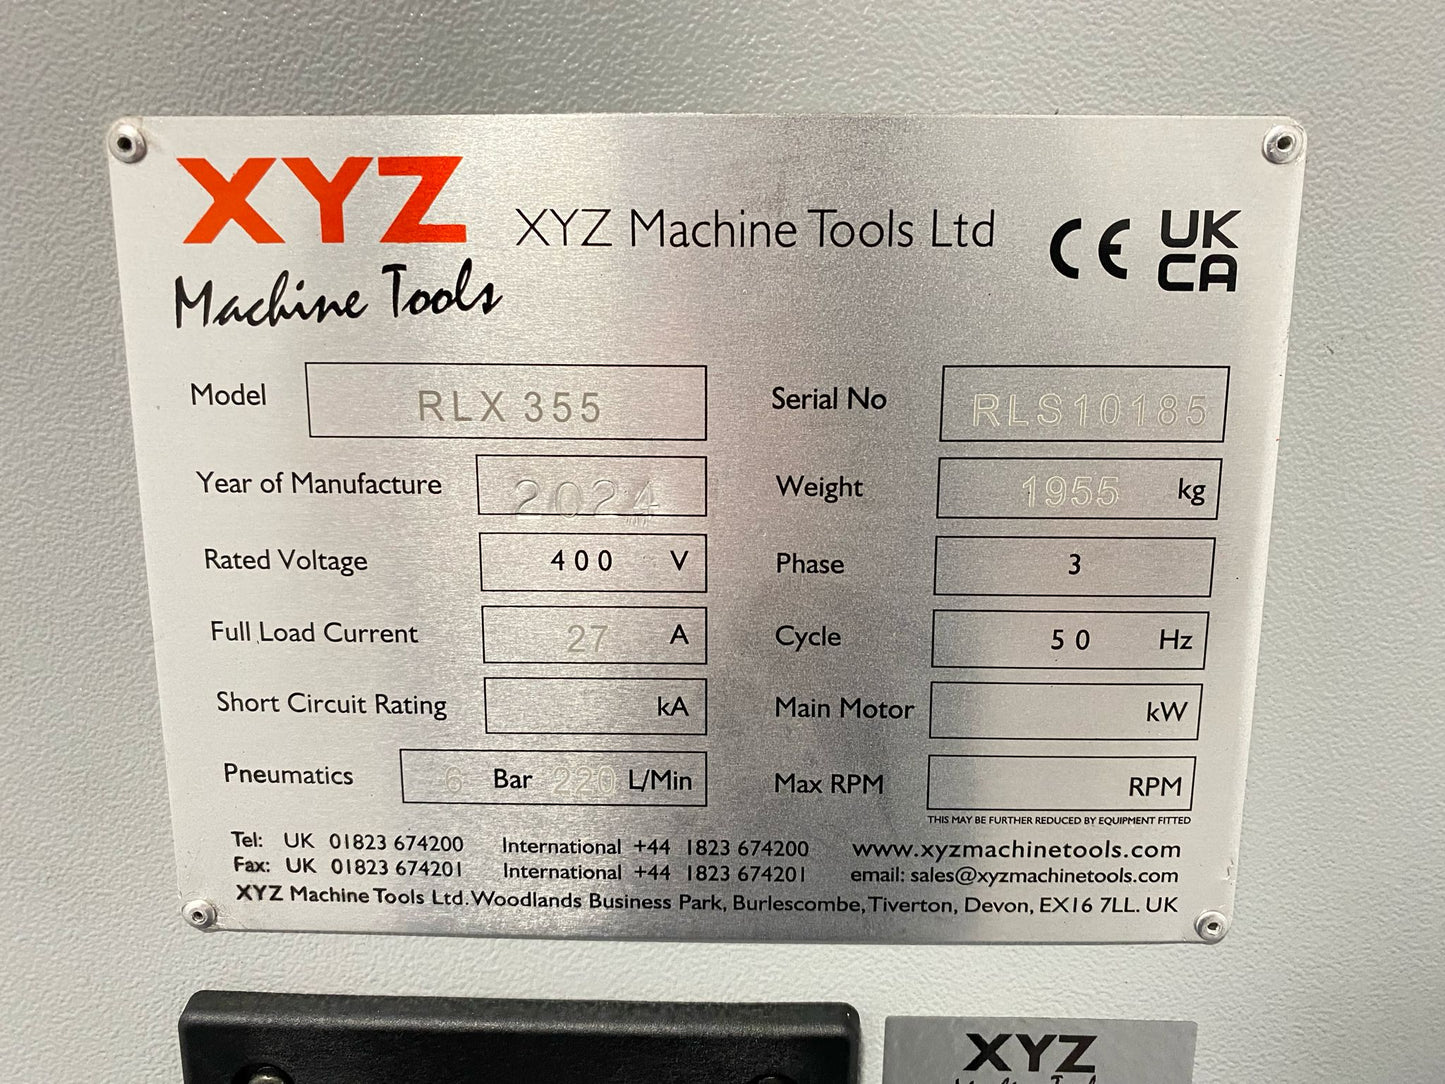 XYZ
Machine Tools
XYZ Machine Tools Ltd
CE UK CA
Model RLX 355
Serial No RLS10185
Year of Manufacture 2024
Weight 1955 kg
Rated Voltage 400 V
Phase 3
Full Load Current 27 A
Cycle 50 Hz
Short Circuit Rating kA
Main Motor kW
Pneumatics 6 Bar 220 L/Min
Max RPM RPM
THIS MAY BE FURTHER REDUCED BY EQUIPMENT FITTED
Tel: UK 01823 674200 International +44 1823 674200 www.xyzmachinetools.com
Fax: UK 01823 674201 International +44 1823 674201 email: sales@xyzmachinetools.com
XYZ Machine Tools Ltd. Woodlands Business Park, Burlescombe, Tiverton, Devon, EX16 7LL. UK
XYZ